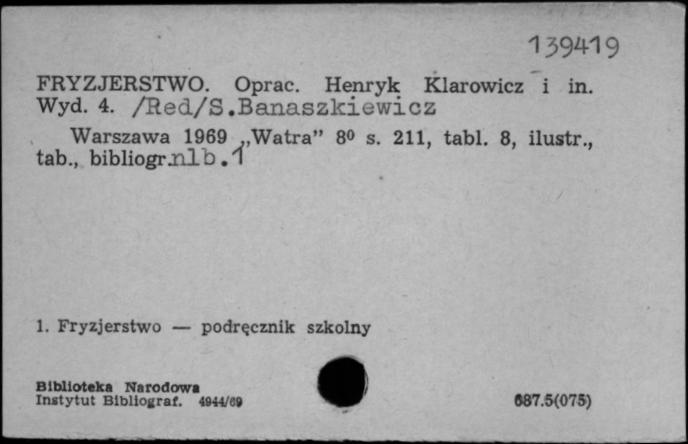 139419
FRYZJERSTWO. Oprac. Henryk Klarowicz i in.
Wyd. 4. /Red/S.Banaszkiewicz
Warszawa 1969 „Watra” 8⁰ s. 211, tabl. 8, ilustr.,
tab., bibliogr.nlb.1
1. Fryzjerstwo — podręcznik szkolny
Biblioteka Narodowa
Instytut Bibliograf. 4944/69
687.5(075)